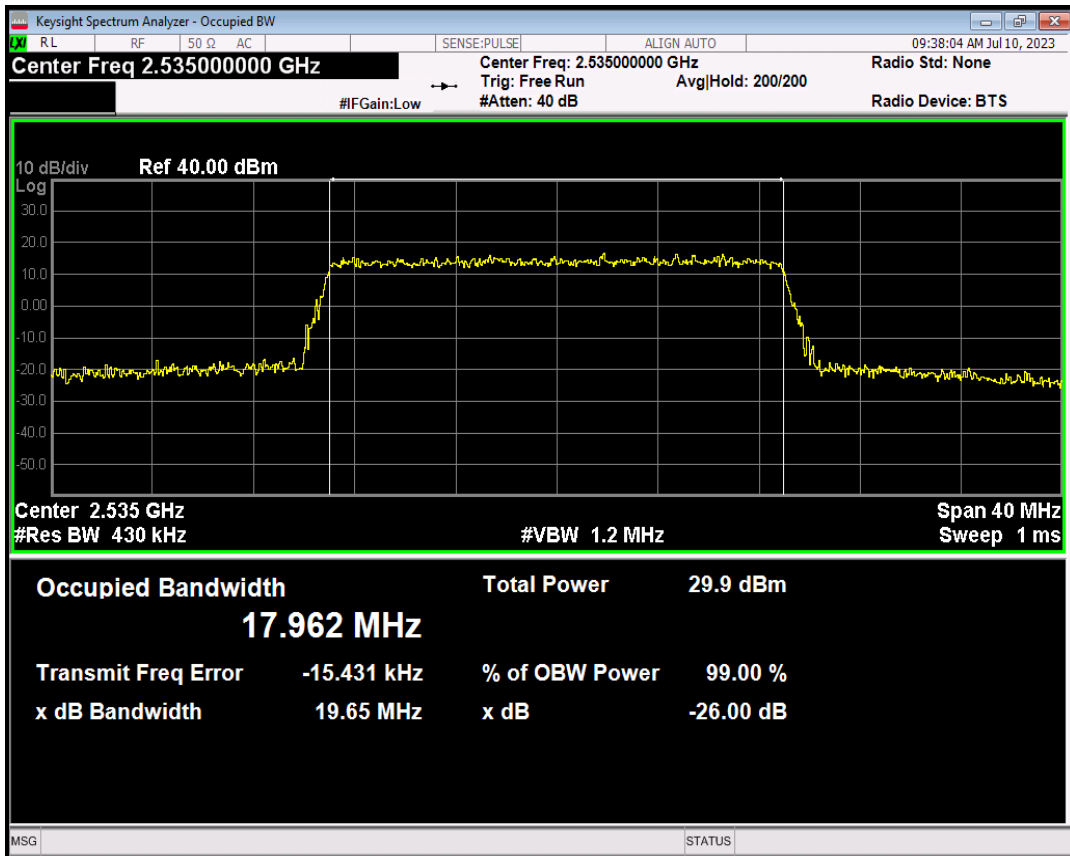 Keysight Spectrum Analyzer - Occupied BW
LXI RL RF 50 Ω AC SENSE:PULSE ALIGN AUTO 09:38:04 AM Jul 10, 2023
Center Freq 2.535000000 GHz Center Freq: 2.535000000 GHz Radio Std: None
Trig: Free Run Avg|Hold: 200/200
#IFGain:Low #Atten: 40 dB Radio Device: BTS
10 dB/div Ref 40.00 dBm
Log
30.0
20.0
10.0
0.00
-10.0
-20.0
-30.0
-40.0
-50.0
Center 2.535 GHz Span 40 MHz
#Res BW 430 kHz #VBW 1.2 MHz Sweep 1 ms
Occupied Bandwidth Total Power 29.9 dBm
17.962 MHz
Transmit Freq Error -15.431 kHz % of OBW Power 99.00 %
x dB Bandwidth 19.65 MHz x dB -26.00 dB
MSG STATUS